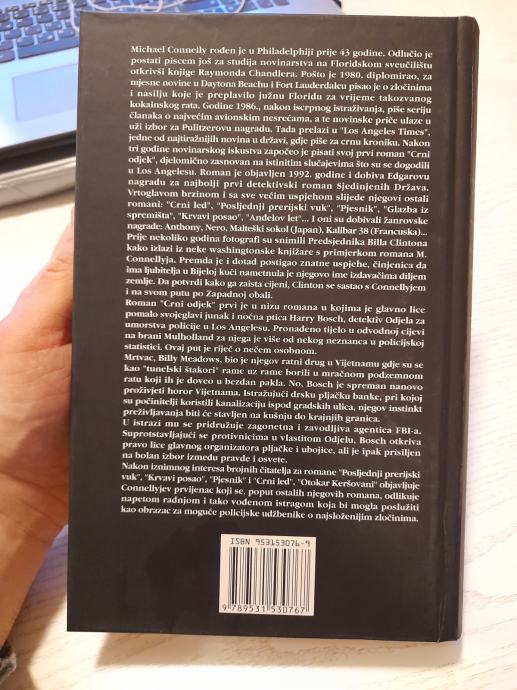 Michael Connelly rođen je u Philadelphiji prije 43 godine. Odlučio je
postati piscem još za studija novinarstva na Floridskom sveučilištu
otkrivši knjige Raymonda Chandlera. Pošto je 1980. diplomirao, za
mjesne novine u Daytona Beachu i Fort Lauderdaleu pisao je o zločinima
i nasilju koje je preplavilo južnu Floridu za vrijeme takozvanog
kokainskog rata. Godine 1986., nakon iscrpnog istraživanja, piše seriju
članaka o najvećim avionskim nesrećama, a te novinske priče ulaze u
uži izbor za Pulitzerovu nagradu. Tada prelazi u "Los Angeles Times",
jedne od najtiražnijih novina u državi, gdje piše za crnu kroniku. Nakon
tri godine novinarskog iskustva započeo je pisati svoj prvi roman "Crni
odjek", djelomično zasnovan na istinitim slučajevima što su se dogodili
u Los Angelesu. Roman je objavljen 1992. godine i dobiva Edgarovu
nagradu za najbolji prvi detektivski roman Sjedinjenih Država.
Vrtoglavom brzinom i sa sve većim uspjehom slijede njegovi ostali
romani: "Crni led", "Posljednji prerijski vuk", "Pjesnik", "Glazba iz
spremišta", "Krvavi posao", "Anđelov let"... I oni su dobivali žanrovske
nagrade: Anthony, Nero, Malteški sokol (Japan), Kalibar 38 (Francuska)...
Prije nekoliko godina fotografi su snimili Predsjednika Billa Clintona
kako izlazi iz neke washingtonske knjižare s primjerkom romana M.
Connellyja. Premda je i dotad postigao znatne uspjehe, činjenica da
ima ljubitelja u Bijeloj kući nametnula je njegovo ime izdavačima diljem
zemlje. Da potvrdi kako ga zaista cijeni, Clinton se sastao s Connellyjem
i na svom putu po Zapadnoj obali.
Roman "Crni odjek" prvi je u nizu romana u kojima je glavno lice
pomalo svojeglavi junak i noćna ptica Harry Bosch, detektiv Odjela za
umorstva policije u Los Angelesu. Pronađeno tijelo u odvodnoj cijevi
na brani Mulholland za njega je više od nekog neznanca u policijskoj
statistici. Ovaj put je riječ o nečem osobnom.
Mrtvac, Billy Meadows, bio je njegov ratni drug u Vijetnamu gdje su se
kao "tunelski štakori" rame uz rame borili u mračnom podzemnom
ratu koji ih je doveo u bezdan pakla. No, Bosch je spreman nanovo
proživjeti horor Vijetnama. Istražujući drsku pljačku banke, pri kojoj
su počinitelji koristili kanalizaciju ispod gradskih ulica, njegov instinkt
preživljavanja biti će stavljen na kušnju do krajnjih granica.
U istrazi mu se pridružuje zagonetna i zavodljiva agentica FBI-a.
Suprotstavljajući se protivnicima u vlastitom Odjelu, Bosch otkriva
pravo lice glavnog organizatora pljačke i ubojice, ali je ipak prisiljen
na bolan izbor između pravde i osvete.
Nakon iznimnog interesa brojnih čitatelja za romane "Posljednji prerijski
vuk", "Krvavi posao", "Pjesnik" i "Crni led", "Otokar Keršovani" objavljuje
Connellyjev prvijenac koji se, poput ostalih njegovih romana, odlikuje
napetom radnjom i tako vođenom istragom koja bi mogla poslužiti
kao obrazac za moguće policijske udžbenike o najsloženijim zločinima.
ISBN 953153076-9
9 789531 530767